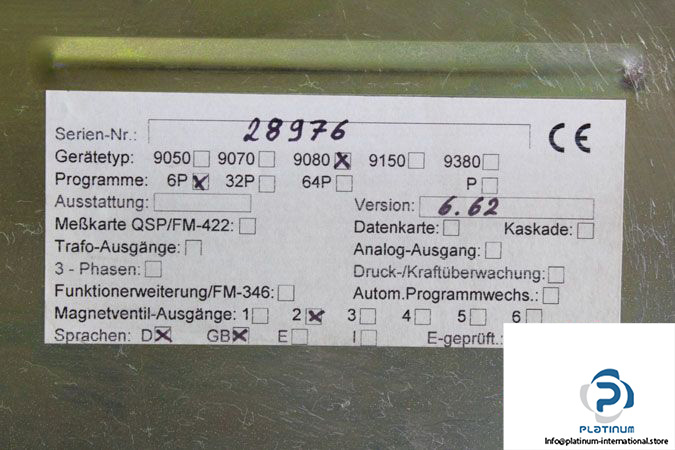 Serien-Nr.: 28976 CE
Gerätetyp: 9050 9070 9080 9150 9380
Programme: 6P 32P 64P P
Ausstattung: Version: 6.62
Meßkarte QSP/FM-422: Datenkarte: Kaskade:
Trafo-Ausgänge: Analog-Ausgang:
3 - Phasen: Druck-/Kraftüberwachung:
Funktionerweiterung/FM-346: Autom.Programmwechs.:
Magnetventil-Ausgänge: 1 2 3 4 5 6
Sprachen: D GB E I E-geprüft.:
PLATINUM
Info@platinum-international.store